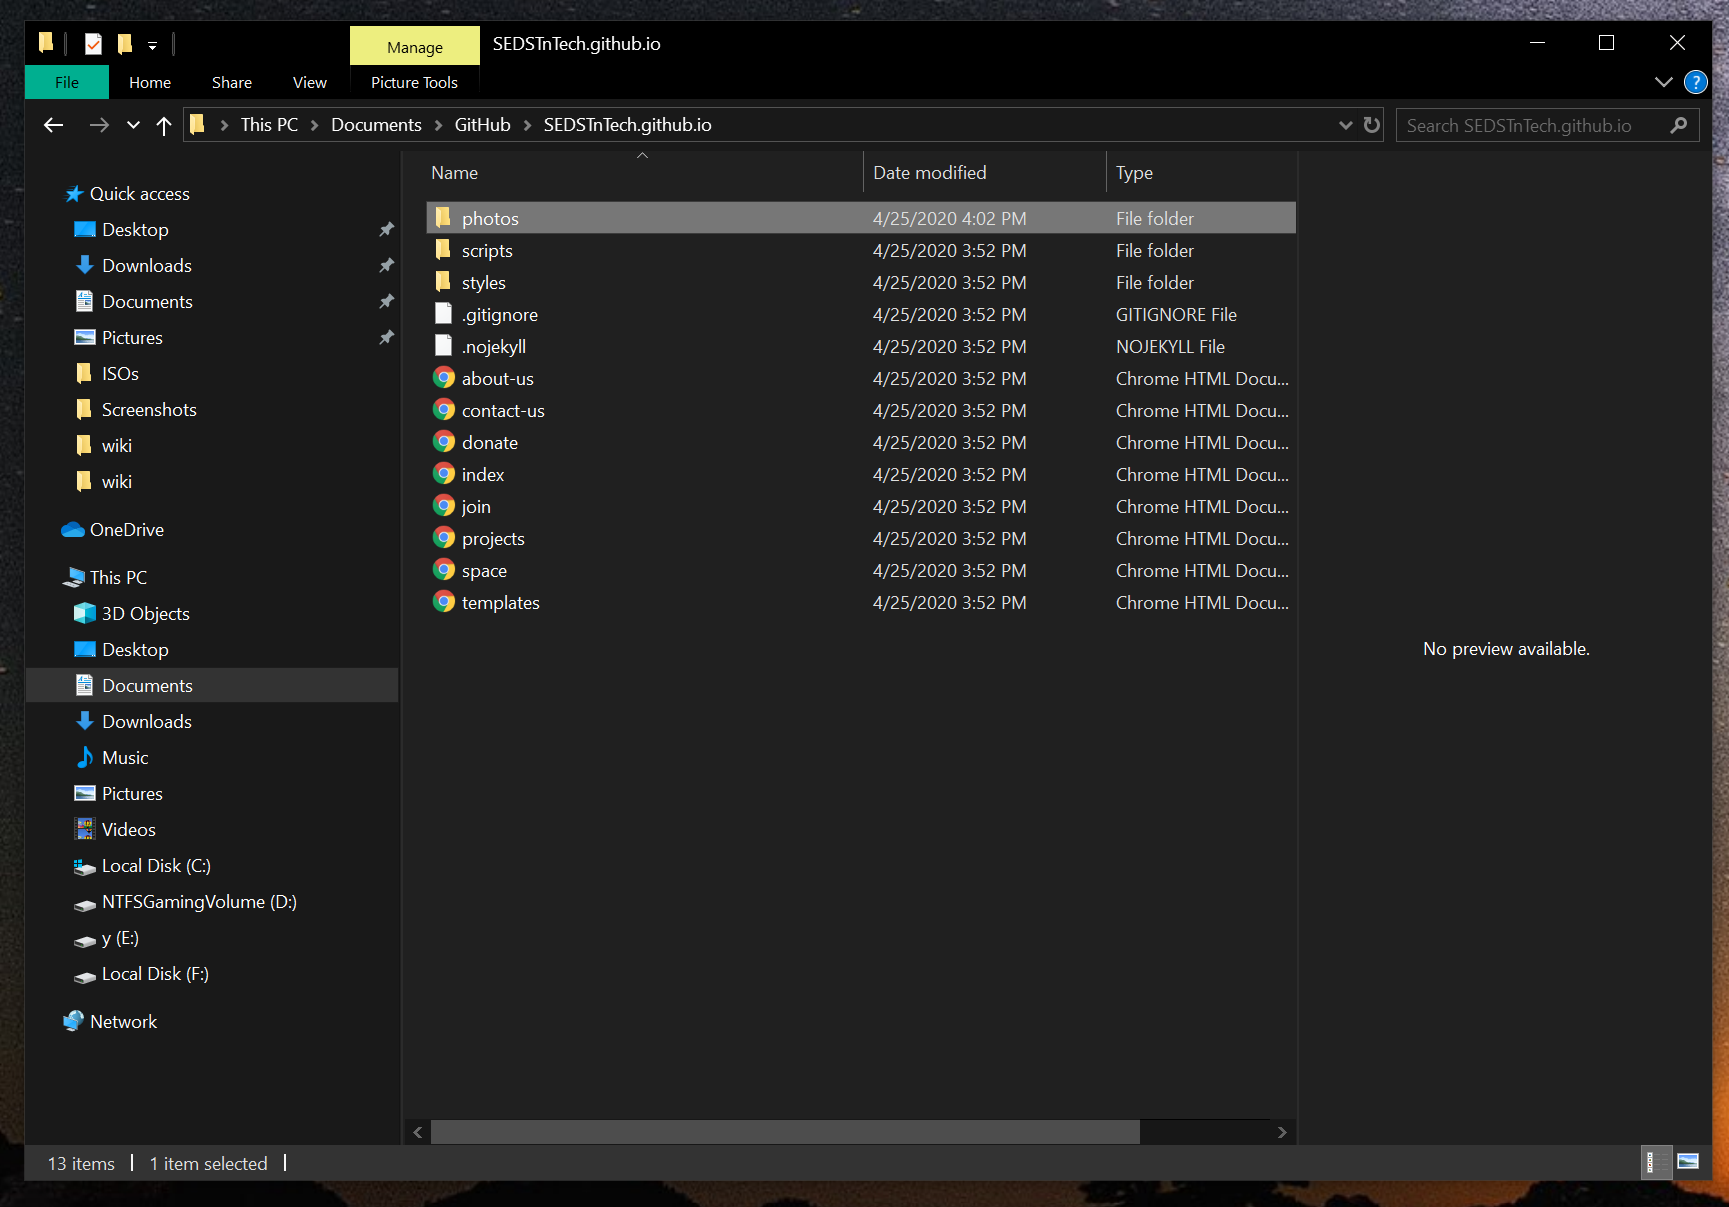 Manage
SEDSTnTech.github.io
File
Home
Share
View
Picture Tools
?
This PC
Documents
GitHub
SEDSTnTech.github.io
Search SEDSTnTech.github.io
Name
Date modified
Type
Quick access
Desktop
Downloads
Documents
Pictures
ISOs
Screenshots
wiki
wiki
OneDrive
This PC
3D Objects
Desktop
Documents
Downloads
Music
Pictures
Videos
Local Disk (C:)
NTFSGamingVolume (D:)
y (E:)
Local Disk (F:)
Network
photos 4/25/2020 4:02 PM File folder
scripts 4/25/2020 3:52 PM File folder
styles 4/25/2020 3:52 PM File folder
.gitignore 4/25/2020 3:52 PM GITIGNORE File
.nojekyll 4/25/2020 3:52 PM NOJEKYLL File
about-us 4/25/2020 3:52 PM Chrome HTML Docu...
contact-us 4/25/2020 3:52 PM Chrome HTML Docu...
donate 4/25/2020 3:52 PM Chrome HTML Docu...
index 4/25/2020 3:52 PM Chrome HTML Docu...
join 4/25/2020 3:52 PM Chrome HTML Docu...
projects 4/25/2020 3:52 PM Chrome HTML Docu...
space 4/25/2020 3:52 PM Chrome HTML Docu...
templates 4/25/2020 3:52 PM Chrome HTML Docu...
No preview available.
13 items
1 item selected